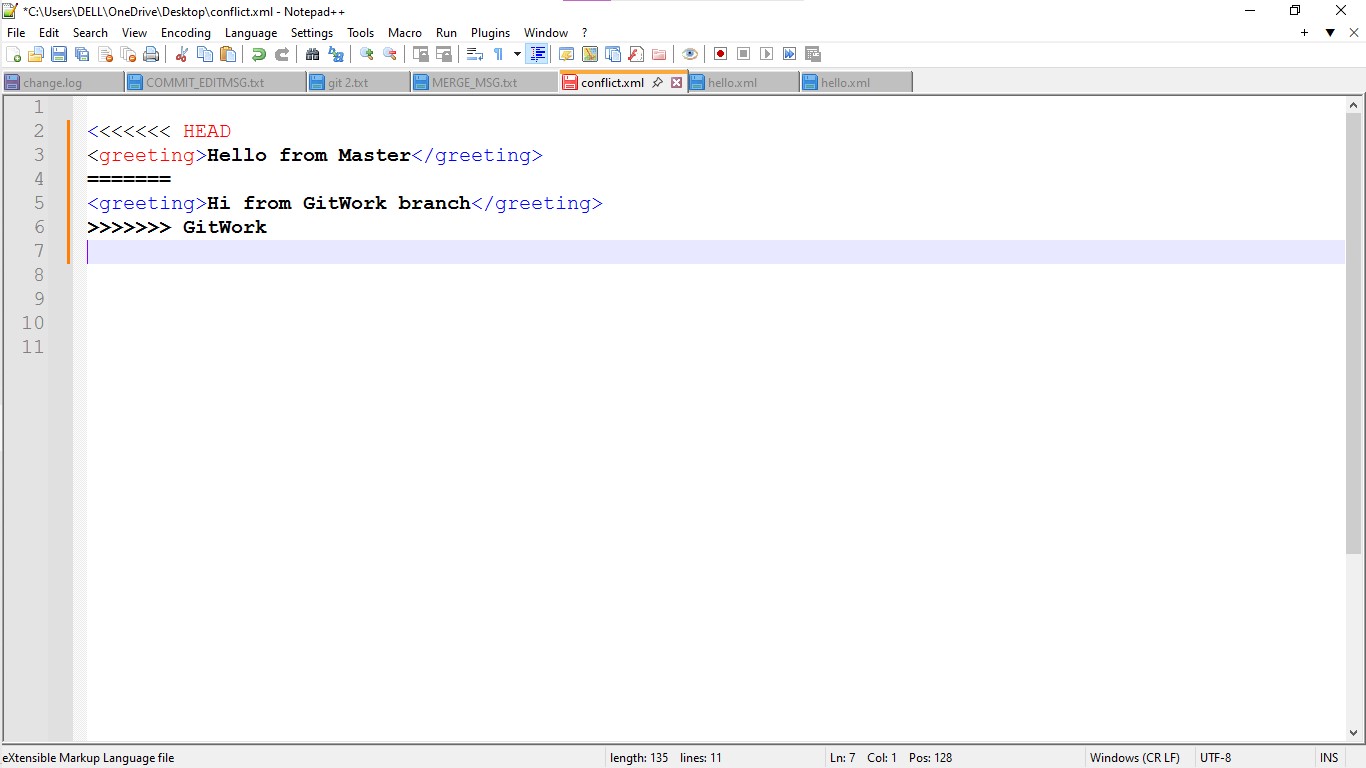 *C:\Users\DELL\OneDrive\Desktop\conflict.xml - Notepad++
File Edit Search View Encoding Language Settings Tools Macro Run Plugins Window ?
change.log COMMIT_EDITMSG.txt git 2.txt MERGE_MSG.txt conflict.xml hello.xml hello.xml
1
2 <<<<<<< HEAD
3 <greeting>Hello from Master</greeting>
4 =======
5 <greeting>Hi from GitWork branch</greeting>
6 >>>>>>> GitWork
7
8
9
10
11
eXtensible Markup Language file length: 135 lines: 11 Ln: 7 Col: 1 Pos: 128 Windows (CR LF) UTF-8 INS